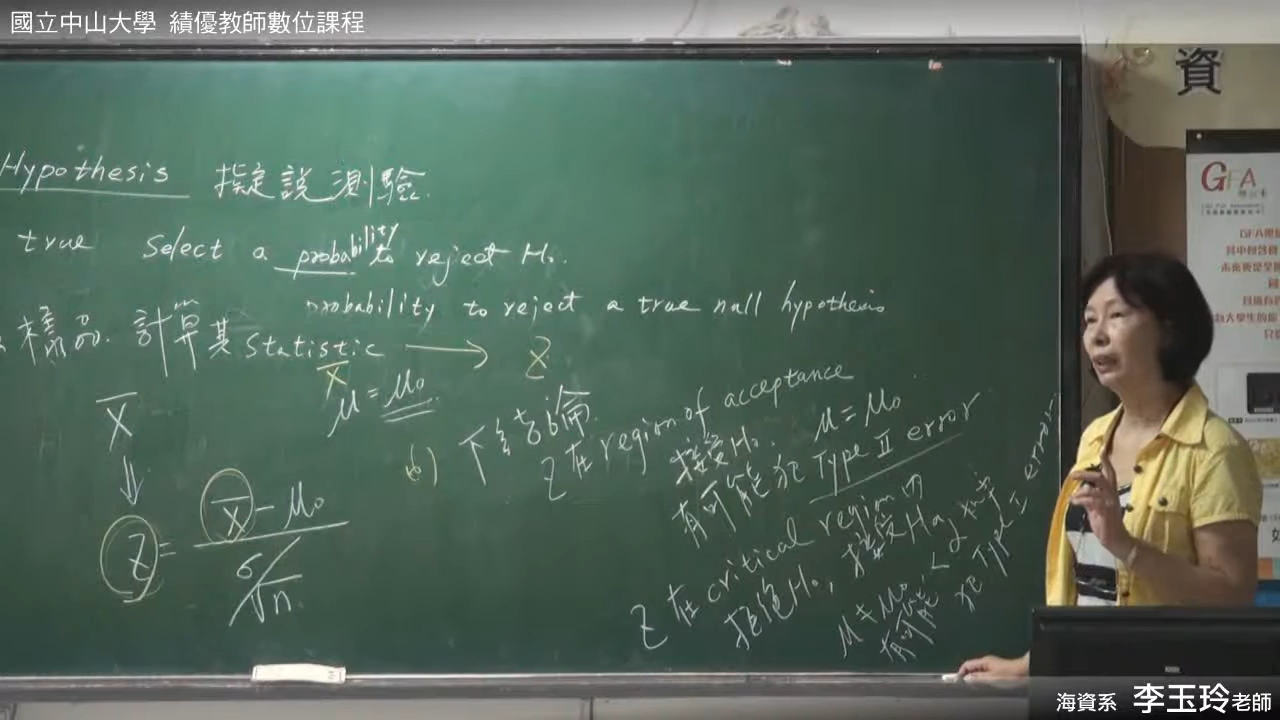 國立中山大學 績優教師數位課程
資
Hypothesis 擬定說測驗.
true select a probability to reject H₀.
probability to reject a true null hypothesis
樣品. 計算其 statistic ⟶ Z
X̄
μ = μ₀
X̄
⇓
Z = (X̄ - μ₀) / (σ/√n)
6) 下結論
Z在 region of acceptance
接受H₀. μ = μ₀
有可能犯 Type II error
Z在 critical region 內
拒絕H₀, 接受Ha
μ ≠ μ₀
有可能 < α
犯 Type I error
GFA
海資系 李玉玲老師